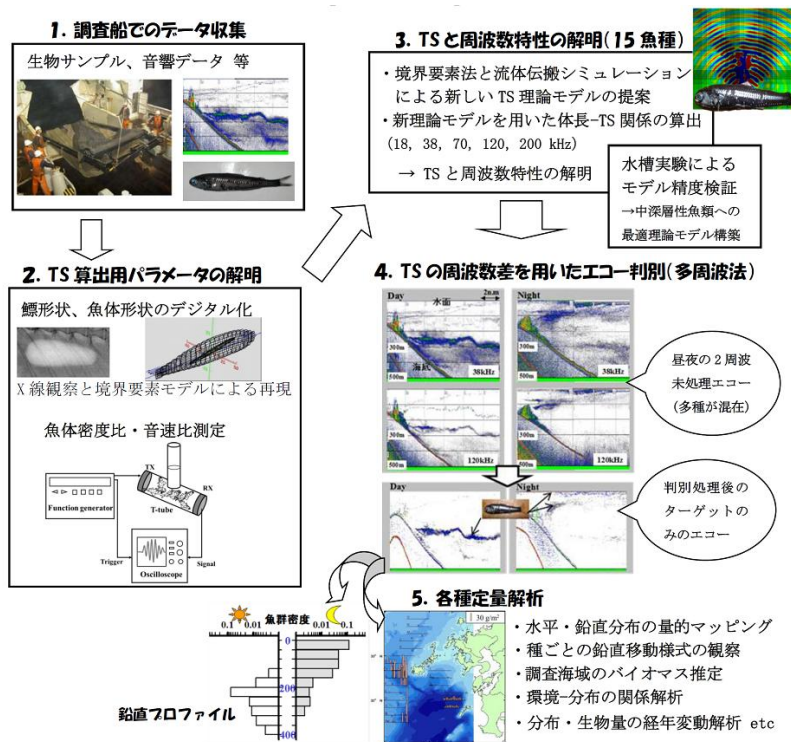 1. 調査船でのデータ収集
生物サンプル、音響データ 等
2. TS 算出用パラメータの解明
鰾形状、魚体形状のデジタル化
X線観察と境界要素モデルによる再現
魚体密度比・音速比測定
TX
RX
T-tube
Function generator
Oscilloscope
Trigger
Signal
3. TSと周波数特性の解明(15魚種)
・境界要素法と流体伝搬シミュレーション
による新しいTS理論モデルの提案
・新理論モデルを用いた体長-TS関係の算出
(18, 38, 70, 120, 200 kHz)
→ TSと周波数特性の解明
水槽実験による
モデル精度検証
→中深層性魚類への
最適理論モデル構築
4. TSの周波数差を用いたエコー判別(多周波法)
Day
水面
2n.m
Night
300m
海底
500m
38kHz
300m
500m
38kHz
300m
500m
120kHz
300m
500m
120kHz
昼夜の2周波
未処理エコー
(多種が混在)
Day
Night
判別処理後の
ターゲットの
みのエコー
5. 各種定量解析
30 g/m²
・水平・鉛直分布の量的マッピング
・種ごとの鉛直移動様式の観察
・調査海域のバイオマス推定
・環境-分布の関係解析
・分布・生物量の経年変動解析 etc
魚群密度
0.1 0.01 0.01 0.1
0
200
400
鉛直プロファイル